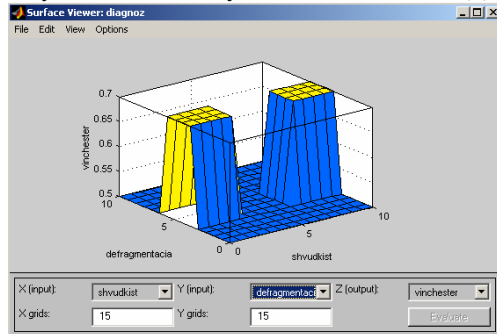 Surface Viewer: diagnoz
File Edit View Options
0.7
0.65
0.6
0.55
0.5
vinchester
10
5
0
defragmentacia
0
5
10
shvudkist
X (input): shvudkist Y (input): defragmentaci Z (output): vinchester
X grids: 15 Y grids: 15 Evaluate